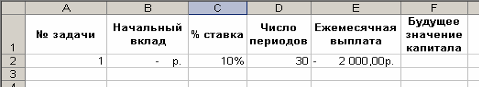 A B C D E F
1 № задачи Начальный вклад % ставка Число периодов Ежемесячная выплата Будущее значение капитала
2 1 - р. 10% 30 - 2 000,00р.
3